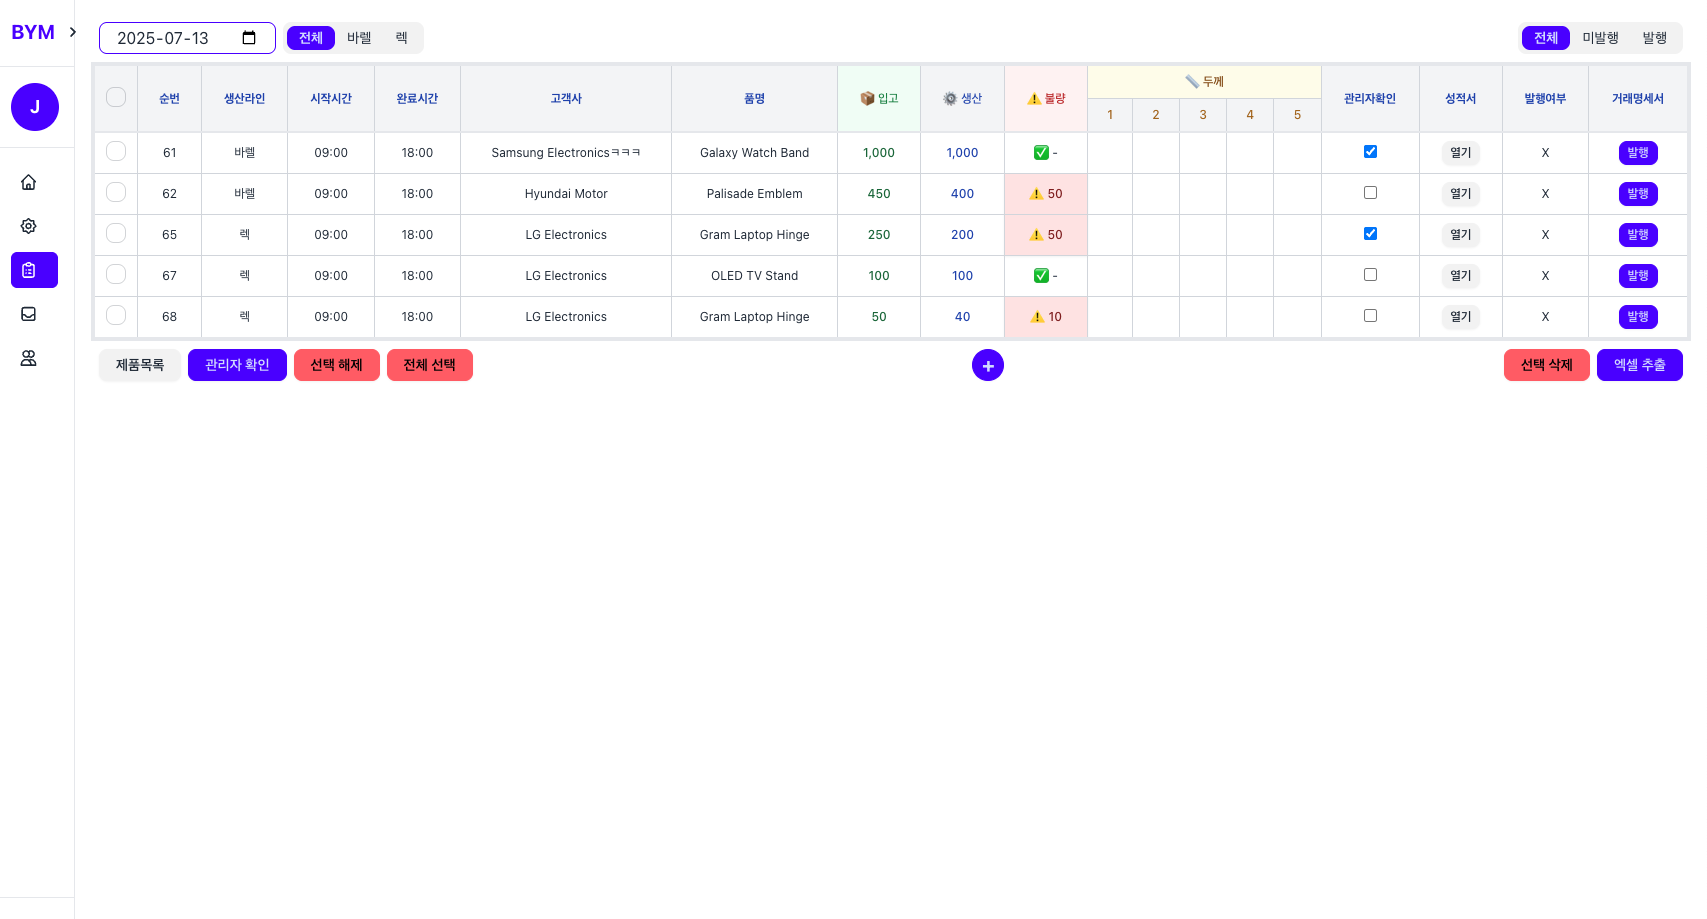 BYM
2025-07-13
전체 바렐 렉
전체 미발행 발행
J
순번 생산라인 시작시간 완료시간 고객사 품명 📦 입고 ⚙️ 생산 ⚠️ 불량 📏 두께 관리자확인 성적서 발행여부 거래명세서
1 2 3 4 5
61 바렐 09:00 18:00 Samsung Electronicsㅋㅋㅋ Galaxy Watch Band 1,000 1,000 ✅ - 열기 X 발행
62 바렐 09:00 18:00 Hyundai Motor Palisade Emblem 450 400 ⚠️ 50 열기 X 발행
65 렉 09:00 18:00 LG Electronics Gram Laptop Hinge 250 200 ⚠️ 50 열기 X 발행
67 렉 09:00 18:00 LG Electronics OLED TV Stand 100 100 ✅ - 열기 X 발행
68 렉 09:00 18:00 LG Electronics Gram Laptop Hinge 50 40 ⚠️ 10 열기 X 발행
제품목록 관리자 확인 선택 해제 전체 선택 + 선택 삭제 엑셀 추출